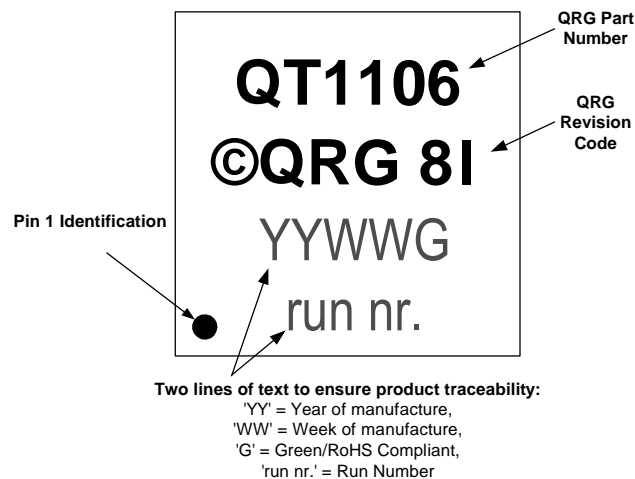 QRG Part
Number
QT1106
QRG
Revision
Code
©QRG 8I
Pin 1 Identification
YYWWG
run nr.
Two lines of text to ensure product traceability:
'YY' = Year of manufacture,
'WW' = Week of manufacture,
'G' = Green/RoHS Compliant,
'run nr.' = Run Number